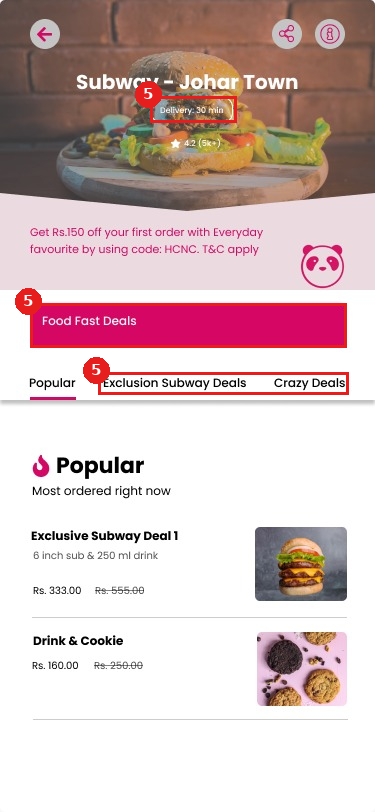 Subway - Johar Town
5
Delivery: 30 min
4.2 (5k+)
Get Rs.150 off your first order with Everyday
favourite by using code: HCNC. T&C apply
5
Food Fast Deals
5
Popular Exclusion Subway Deals Crazy Deals
Popular
Most ordered right now
Exclusive Subway Deal 1
6 inch sub & 250 ml drink
Rs. 333.00 Rs. 555.00
Drink & Cookie
Rs. 160.00 Rs. 250.00